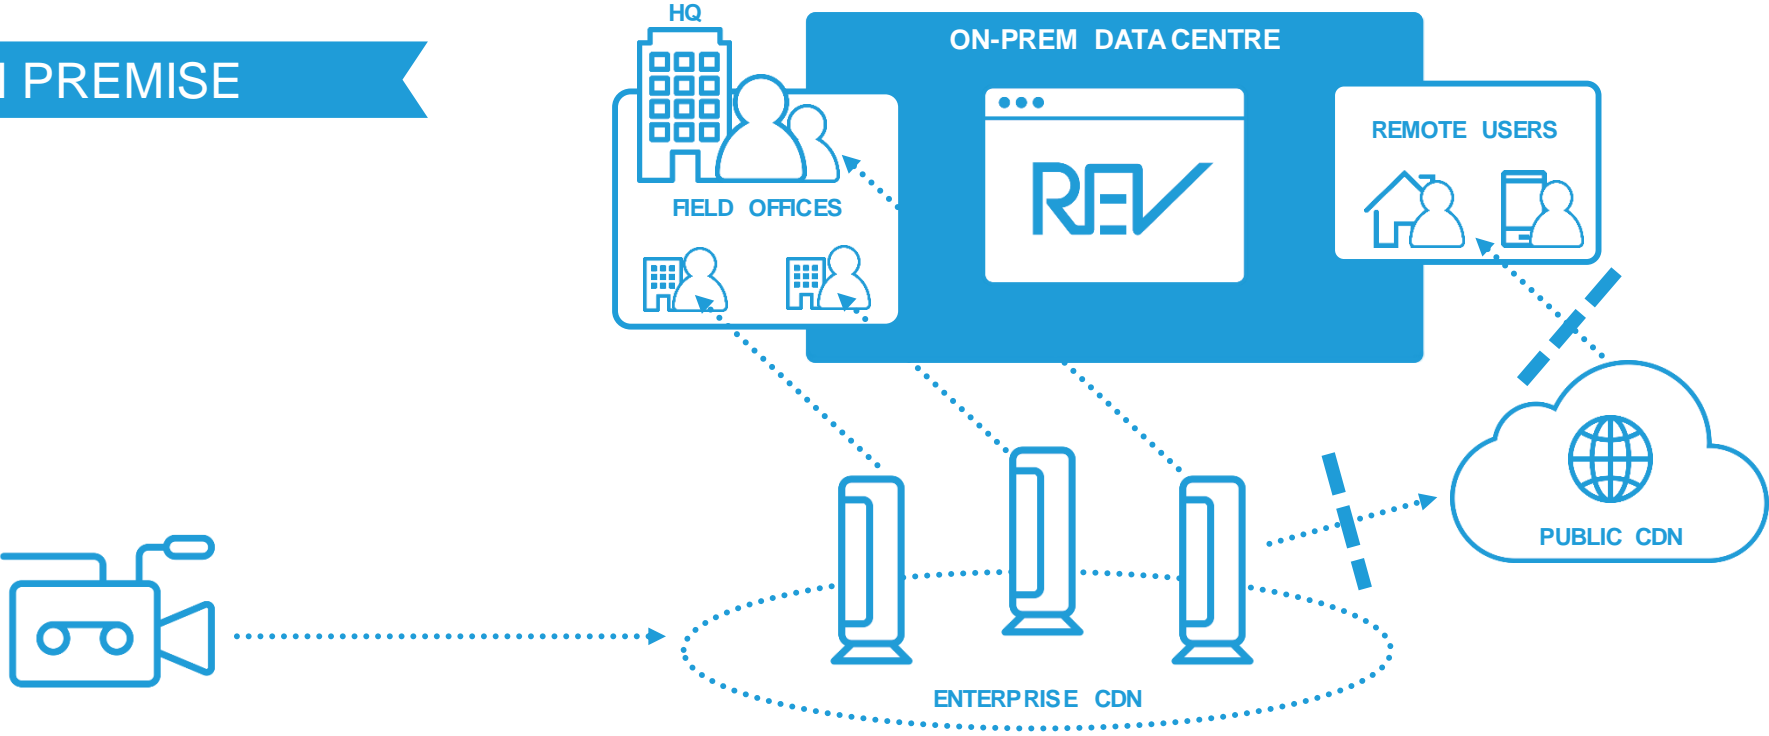 HQ
ON-PREM DATA CENTRE
PREMISE
REMOTE USERS
REV
FIELD OFFICES
PUBLIC CDN
ENTERPRISE CDN